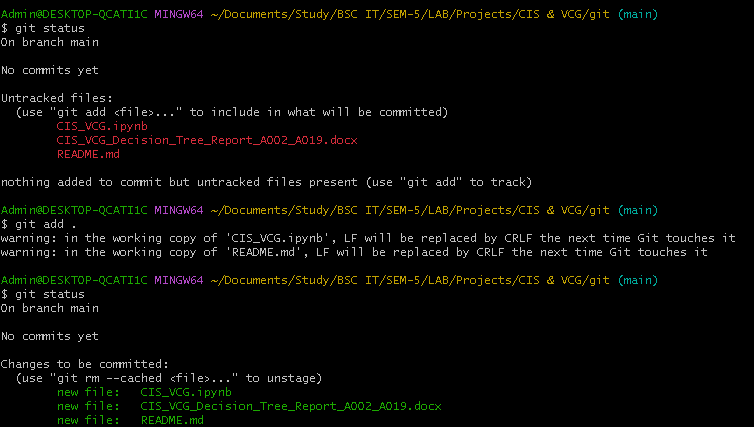 Admin@DESKTOP-QCATI1C MINGW64 ~/Documents/Study/BSC IT/SEM-5/LAB/Projects/CIS & VCG/git (main)
$ git status
On branch main
No commits yet
Untracked files:
(use "git add <file>..." to include in what will be committed)
CIS_VCG.ipynb
CIS_VCG_Decision_Tree_Report_A002_A019.docx
README.md
nothing added to commit but untracked files present (use "git add" to track)
Admin@DESKTOP-QCATI1C MINGW64 ~/Documents/Study/BSC IT/SEM-5/LAB/Projects/CIS & VCG/git (main)
$ git add .
warning: in the working copy of 'CIS_VCG.ipynb', LF will be replaced by CRLF the next time Git touches it
warning: in the working copy of 'README.md', LF will be replaced by CRLF the next time Git touches it
Admin@DESKTOP-QCATI1C MINGW64 ~/Documents/Study/BSC IT/SEM-5/LAB/Projects/CIS & VCG/git (main)
$ git status
On branch main
No commits yet
Changes to be committed:
(use "git rm --cached <file>..." to unstage)
new file:   CIS_VCG.ipynb
new file:   CIS_VCG_Decision_Tree_Report_A002_A019.docx
new file:   README.md